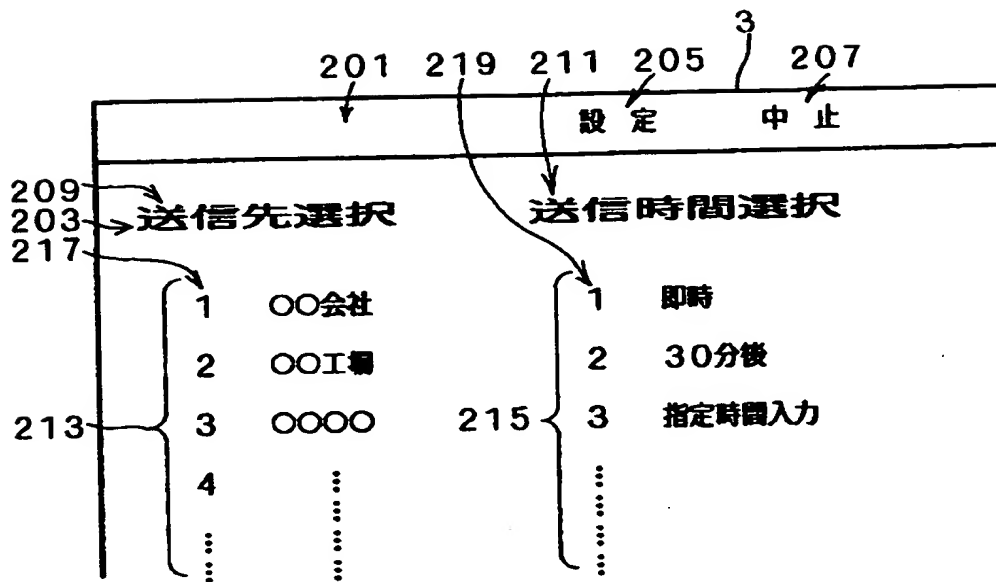 3
201 219 211 205 207
設定 中止
209 送信先選択 送信時間選択
203
217
1 ○○会社 1 即時
2 ○○工場 2 30分後
213 3 ○○○○ 215 3 指定時間入力
4